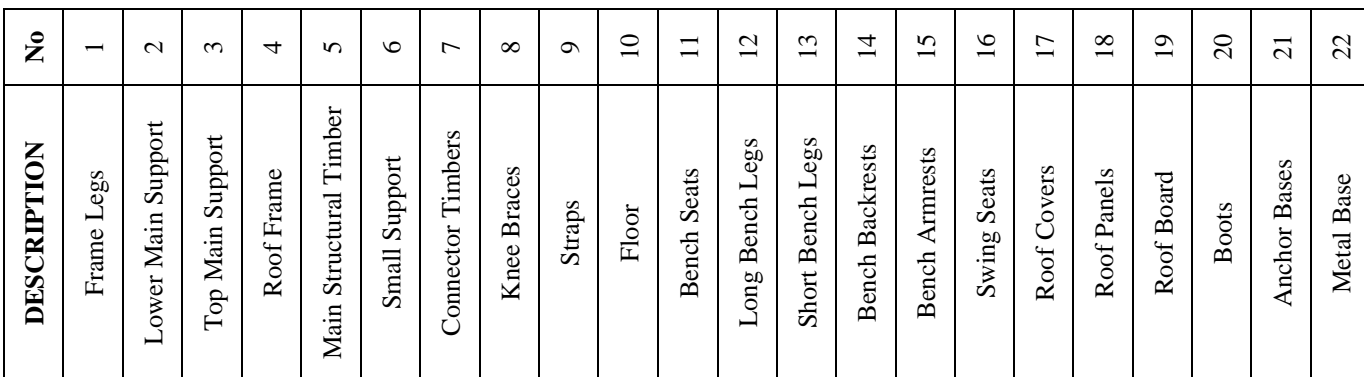 No DESCRIPTION
1 Frame Legs
2 Lower Main Support
3 Top Main Support
4 Roof Frame
5 Main Structural Timber
6 Small Support
7 Connector Timbers
8 Knee Braces
9 Straps
10 Floor
11 Bench Seats
12 Long Bench Legs
13 Short Bench Legs
14 Bench Backrests
15 Bench Armrests
16 Swing Seats
17 Roof Covers
18 Roof Panels
19 Roof Board
20 Boots
21 Anchor Bases
22 Metal Base